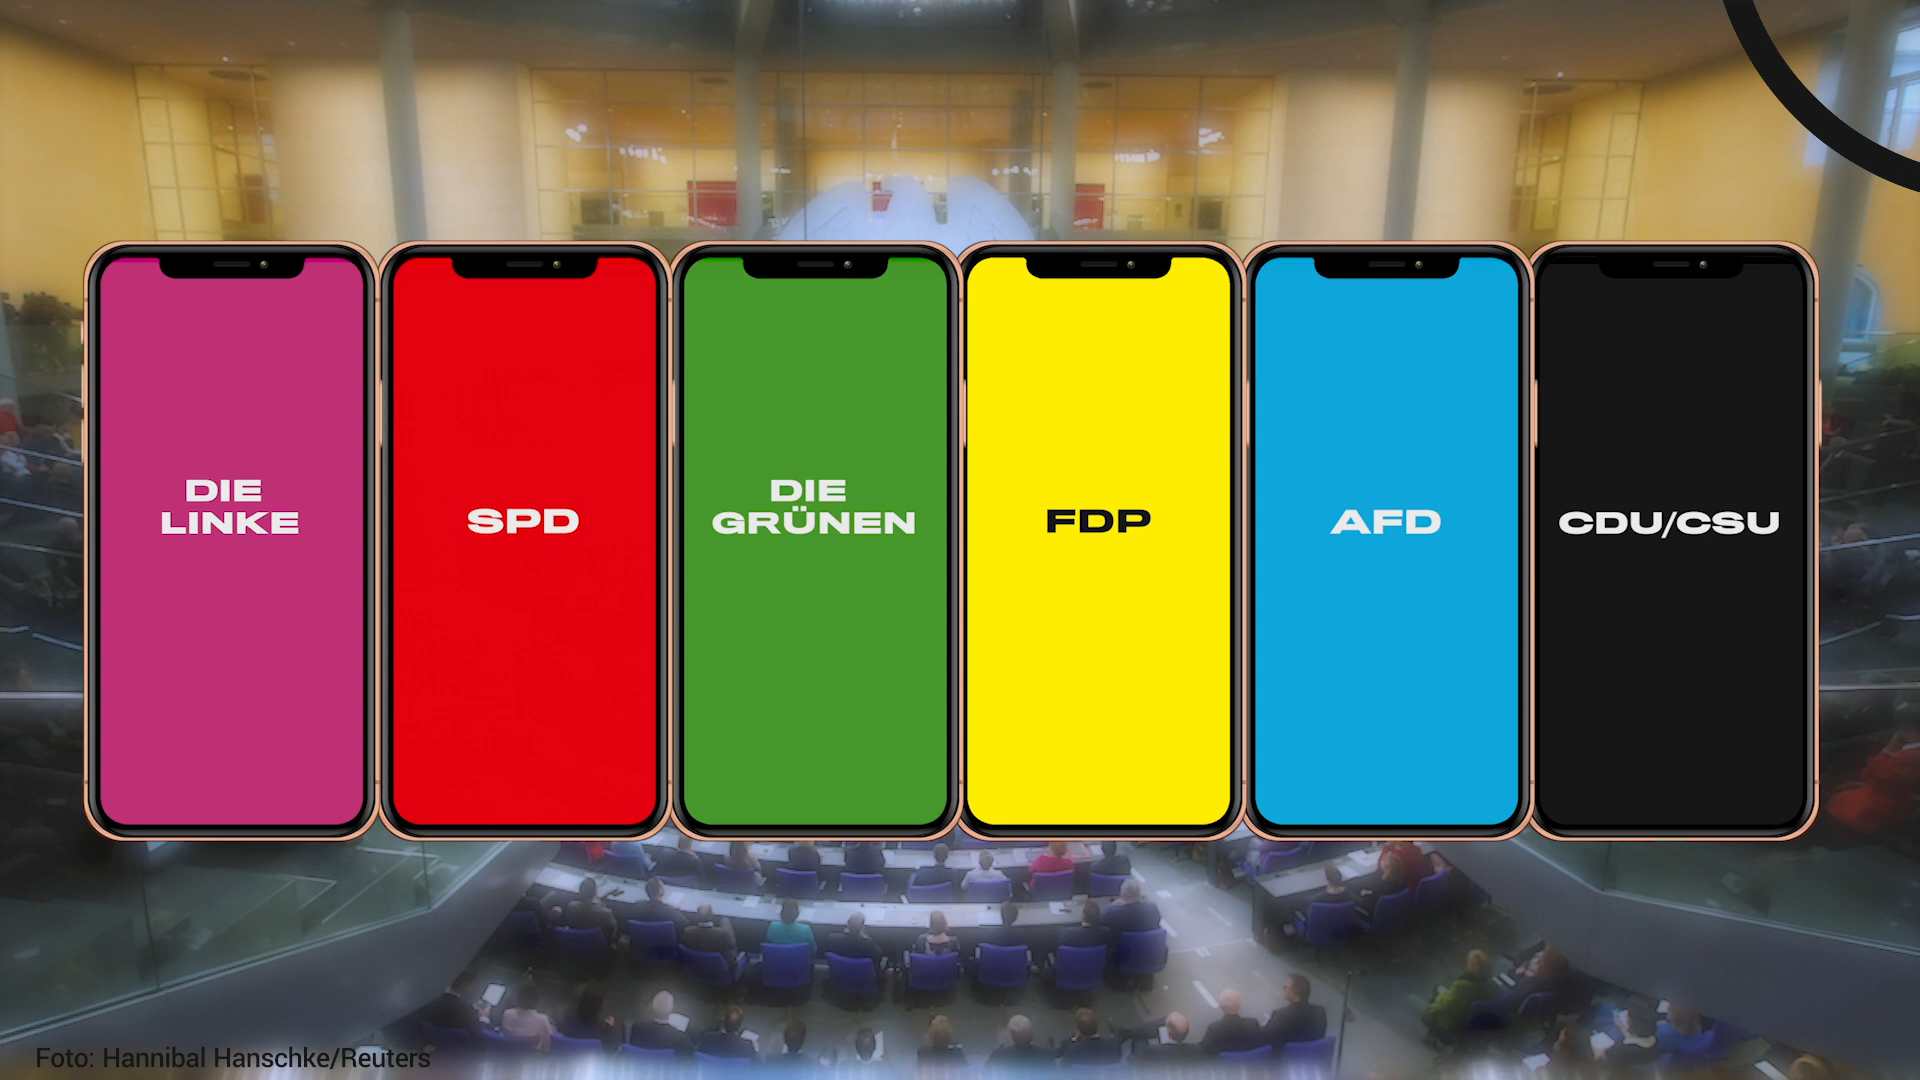 DIE
LINKE
SPD
DIE
GRÜNEN
FDP
AFD
CDU/CSU
Foto: Hannibal Hanschke/Reuters